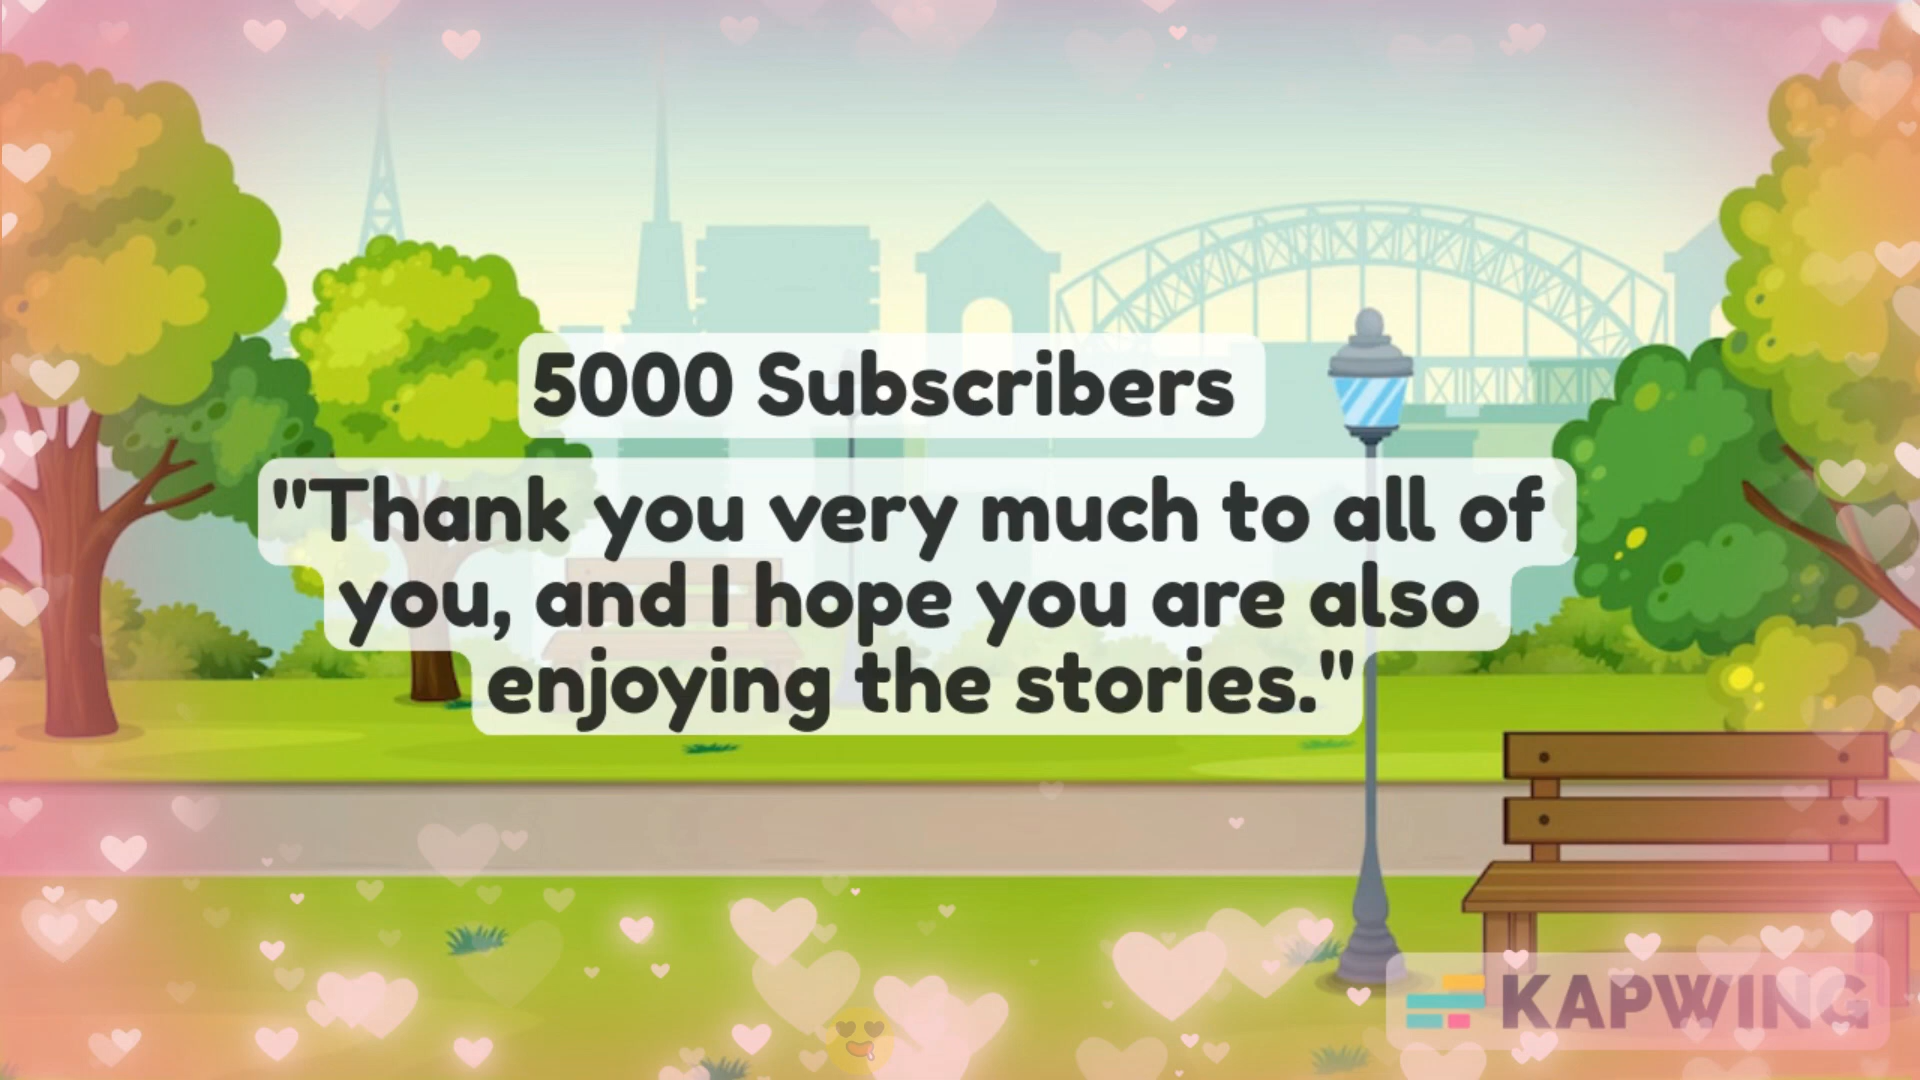 5000 Subscribers
"Thank you very much to all of
you, and I hope you are also
enjoying the stories."
KAPWING